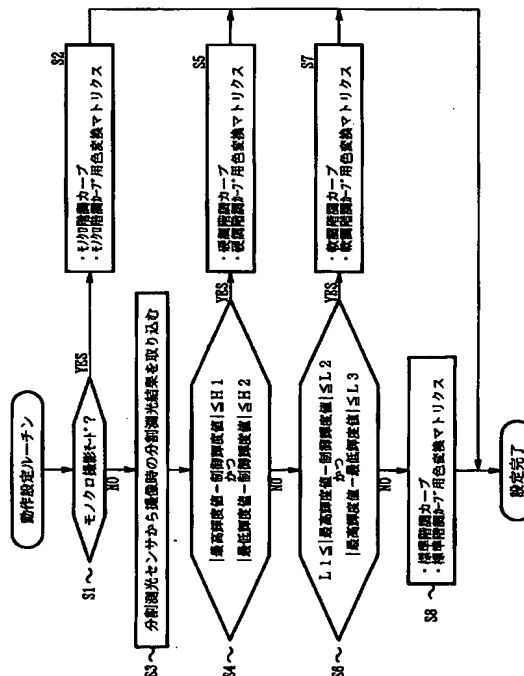 動作設定ルーチン
S1
モノクロ撮影モード?
YES
NO
S2
・モノクロ階調カーブ
・モノクロ階調カーブ用色変換マトリクス
S3
分割測光センサから撮像時の分割測光結果を取り込む
S4
|最高輝度値－制御輝度値|≦H1
かつ
|最低輝度値－制御輝度値|≦H2
YES
NO
S5
・硬調階調カーブ
・硬調階調カーブ用色変換マトリクス
S6
L1≦|最高輝度値－制御輝度値|≦L2
かつ
|最高輝度値－最低輝度値|≦L3
YES
NO
S7
・軟調階調カーブ
・軟調階調カーブ用色変換マトリクス
S8
・標準階調カーブ
・標準階調カーブ用色変換マトリクス
設定完了